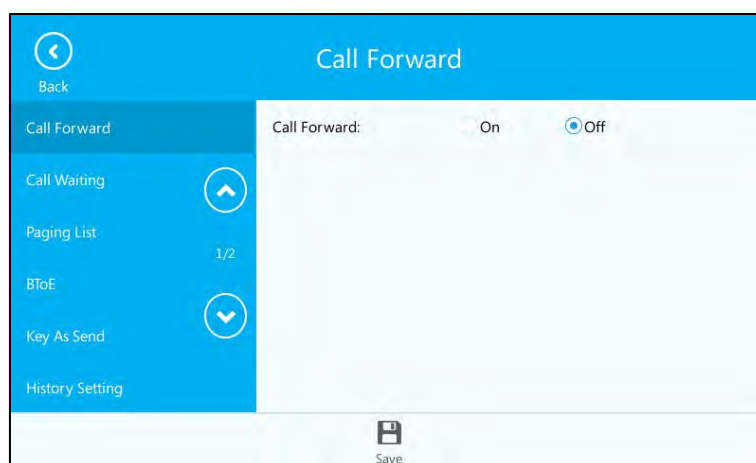 Call Forward
Back
Call Forward
Call Forward: On Off
Call Waiting
Paging List
1/2
BToE
Key As Send
History Setting
Save